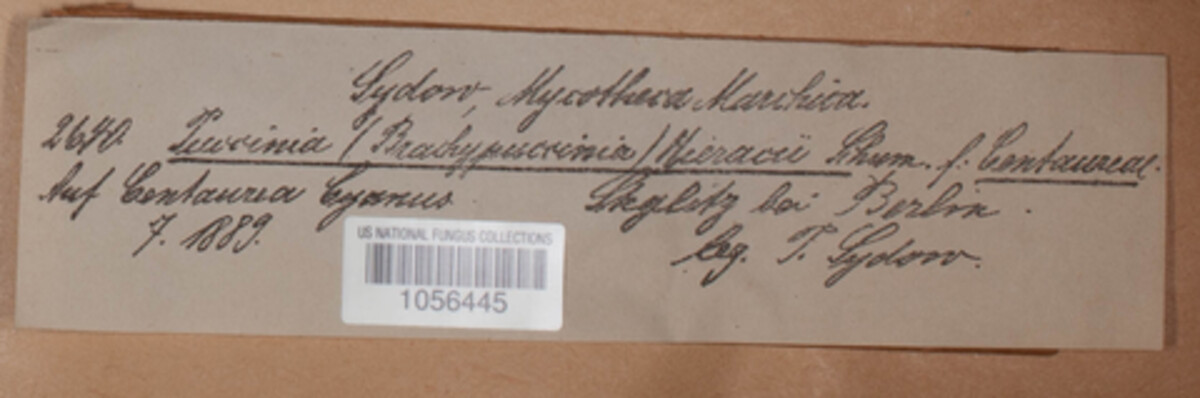 Sydow, Mycotheca Marchica.
2640. Puccinia (Brachypuccinia) Hieracii Schum. f. Centaureae.
Auf Centaurea Cyanus Steglitz bei Berlin.
7. 1889. leg. P. Sydow.
US NATIONAL FUNGUS COLLECTIONS
1056445